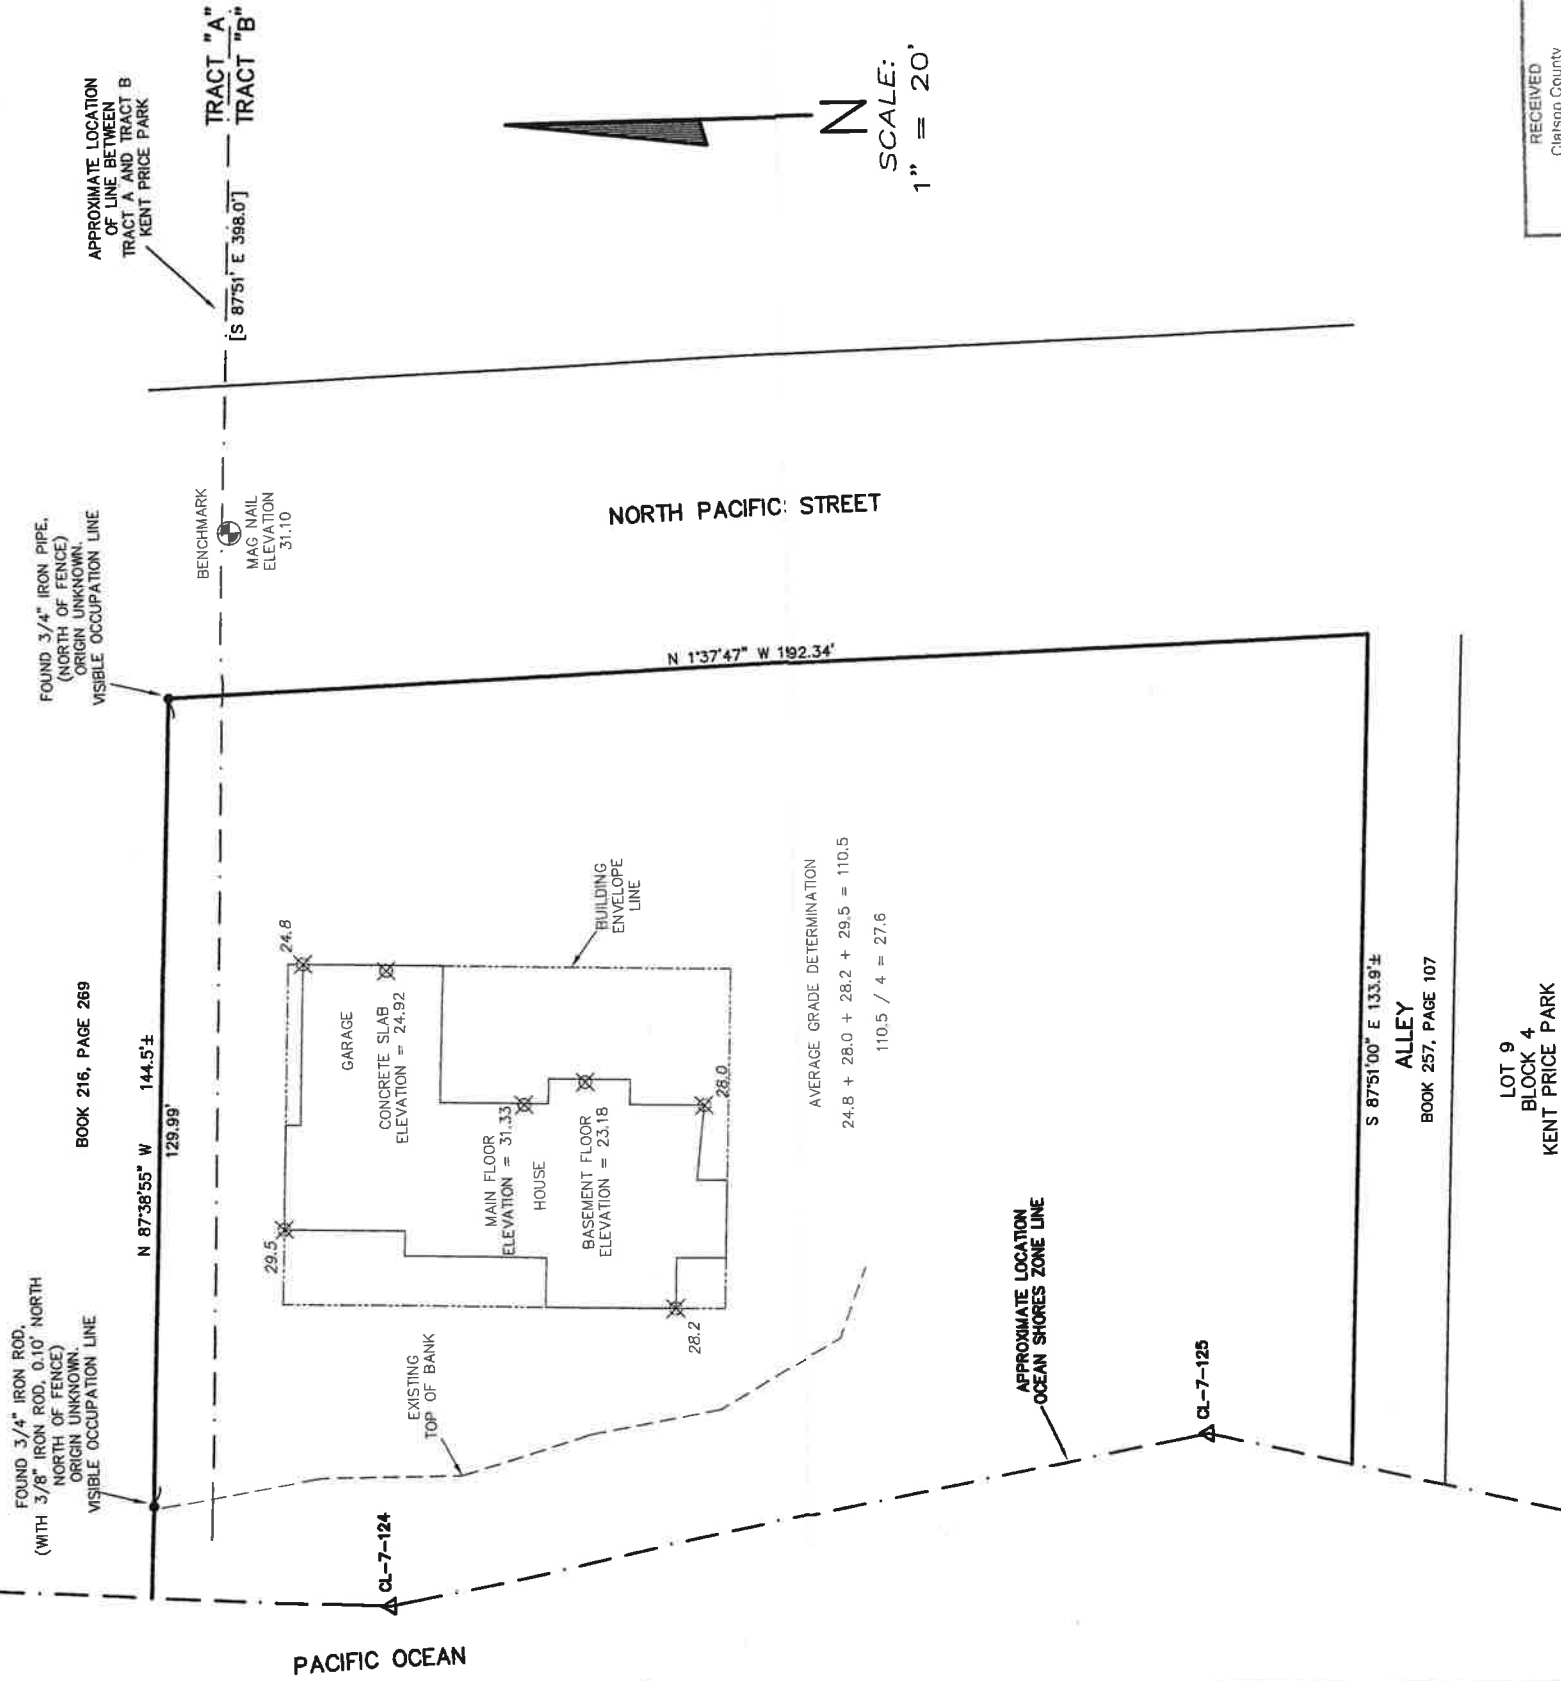 FOUND 3/4" IRON ROD,
(WITH 3/8" IRON ROD, 0.10' NORTH
NORTH OF FENCE)
ORIGIN UNKNOWN.
VISIBLE OCCUPATION LINE
BOOK 216, PAGE 269
N 87°38'55" W 144.5'±
129.99'
FOUND 3/4" IRON PIPE,
(NORTH OF FENCE)
ORIGIN UNKNOWN.
VISIBLE OCCUPATION LINE
APPROXIMATE LOCATION
OF LINE BETWEEN
TRACT A AND TRACT B
KENT PRICE PARK
TRACT "A"
TRACT "B"
[S 87°51' E 398.0']
BENCHMARK
MAG NAIL
ELEVATION
31.10
PACIFIC OCEAN
CL-7-124
EXISTING
TOP OF BANK
29.5
24.8
GARAGE
CONCRETE SLAB
ELEVATION = 24.92
MAIN FLOOR
ELEVATION = 31.33
HOUSE
BASEMENT FLOOR
ELEVATION = 23.18
28.2
28.0
BUILDING
ENVELOPE
LINE
NORTH PACIFIC STREET
N 1°37'47" W 192.34'
AVERAGE GRADE DETERMINATION
24.8 + 28.0 + 28.2 + 29.5 = 110.5
110.5 / 4 = 27.6
N
SCALE:
1" = 20'
APPROXIMATE LOCATION
OCEAN SHORES ZONE LINE
CL-7-125
S 87°51'00" E 133.9'±
ALLEY
BOOK 257, PAGE 107
LOT 9
BLOCK 4
KENT PRICE PARK
RECEIVED
Clatsop County